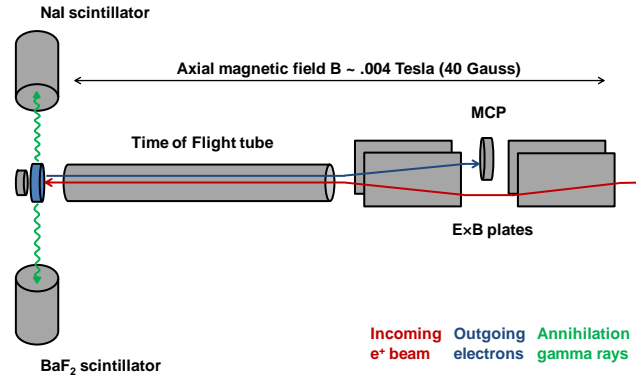 NaI scintillator
Axial magnetic field B ~ .004 Tesla (40 Gauss)
MCP
Time of Flight tube
E×B plates
BaF₂ scintillator
Incoming
e⁺ beam
Outgoing
electrons
Annihilation
gamma rays